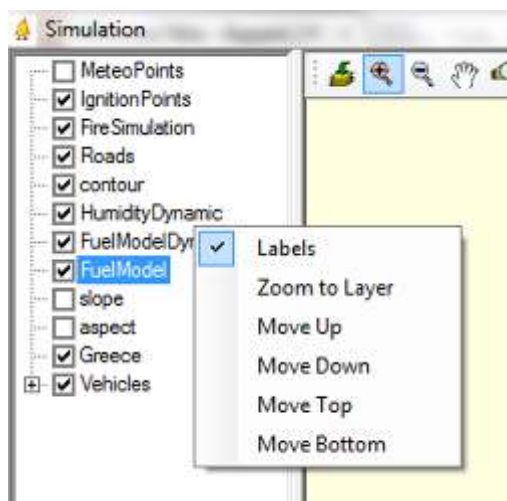 Simulation
MeteoPoints
IgnitionPoints
FireSimulation
Roads
contour
HumidityDynamic
FuelModelDy
FuelModel
slope
aspect
Greece
Vehicles
Labels
Zoom to Layer
Move Up
Move Down
Move Top
Move Bottom